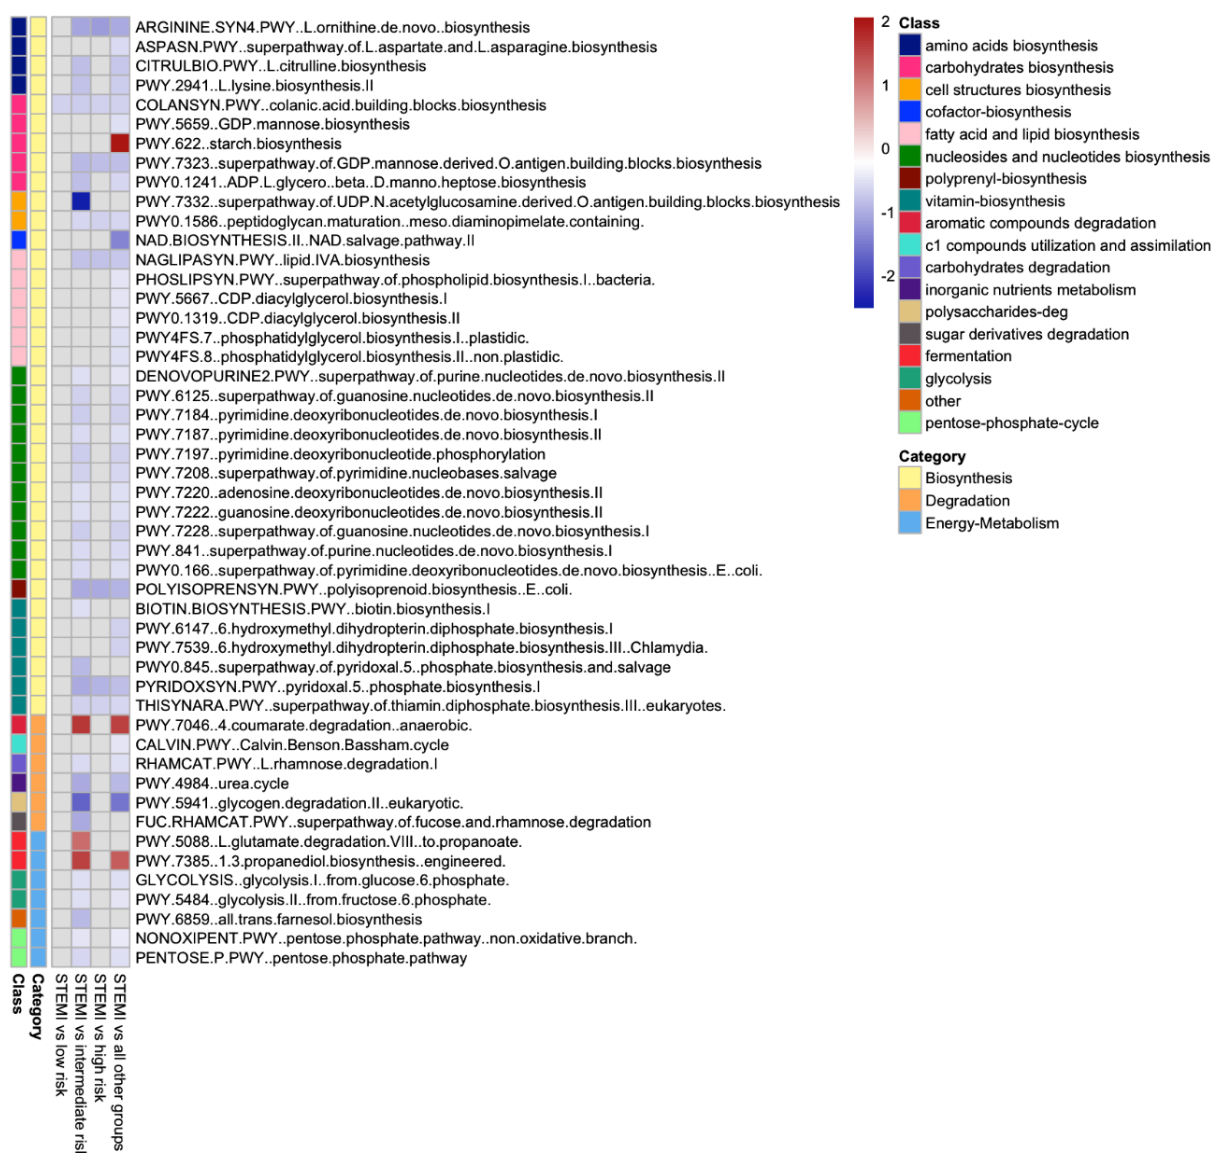 ARGININE.SYN4.PWY..L.ornithine.de.novo..biosynthesis
ASPASN.PWY..superpathway.of.L.aspartate.and.L.asparagine.biosynthesis
CITRULBIO.PWY..L.citrulline.biosynthesis
PWY.2941..L.lysine.biosynthesis.II
COLANSYN.PWY..colanic.acid.building.blocks.biosynthesis
PWY.5659..GDP.mannose.biosynthesis
PWY.622..starch.biosynthesis
PWY.7323..superpathway.of.GDP.mannose.derived.O.antigen.building.blocks.biosynthesis
PWY0.1241..ADP.L.glycero..beta..D.manno.heptose.biosynthesis
PWY.7332..superpathway.of.UDP.N.acetylglucosamine.derived.O.antigen.building.blocks.biosynthesis
PWY0.1586..peptidoglycan.maturation..meso.diaminopimelate.containing.
NAD.BIOSYNTHESIS.II..NAD.salvage.pathway.II
NAGLIPASYN.PWY..lipid.IVA.biosynthesis
PHOSLIPSYN.PWY..superpathway.of.phospholipid.biosynthesis.I..bacteria.
PWY.5667..CDP.diacylglycerol.biosynthesis.I
PWY0.1319..CDP.diacylglycerol.biosynthesis.II
PWY4FS.7..phosphatidylglycerol.biosynthesis.I..plastidic.
PWY4FS.8..phosphatidylglycerol.biosynthesis.II..non.plastidic.
DENOVOPURINE2.PWY..superpathway.of.purine.nucleotides.de.novo.biosynthesis.II
PWY.6125..superpathway.of.guanosine.nucleotides.de.novo.biosynthesis.II
PWY.7184..pyrimidine.deoxyribonucleotides.de.novo.biosynthesis.I
PWY.7187..pyrimidine.deoxyribonucleotides.de.novo.biosynthesis.II
PWY.7197..pyrimidine.deoxyribonucleotide.phosphorylation
PWY.7208..superpathway.of.pyrimidine.nucleobases.salvage
PWY.7220..adenosine.deoxyribonucleotides.de.novo.biosynthesis.II
PWY.7222..guanosine.deoxyribonucleotides.de.novo.biosynthesis.II
PWY.7228..superpathway.of.guanosine.nucleotides.de.novo.biosynthesis.I
PWY.841..superpathway.of.purine.nucleotides.de.novo.biosynthesis.I
PWY0.166..superpathway.of.pyrimidine.deoxyribonucleotides.de.novo.biosynthesis..E..coli.
POLYISOPRENSYN.PWY..polyisoprenoid.biosynthesis..E..coli.
BIOTIN.BIOSYNTHESIS.PWY..biotin.biosynthesis.I
PWY.6147..6.hydroxymethyl.dihydropterin.diphosphate.biosynthesis.I
PWY.7539..6.hydroxymethyl.dihydropterin.diphosphate.biosynthesis.III..Chlamydia.
PWY0.845..superpathway.of.pyridoxal.5..phosphate.biosynthesis.and.salvage
PYRIDOXSYN.PWY..pyridoxal.5..phosphate.biosynthesis.I
THISYNARA.PWY..superpathway.of.thiamin.diphosphate.biosynthesis.III..eukaryotes.
PWY.7046..4.coumarate.degradation..anaerobic.
CALVIN.PWY..Calvin.Benson.Bassham.cycle
RHAMCAT.PWY..L.rhamnose.degradation.I
PWY.4984..urea.cycle
PWY.5941..glycogen.degradation.II..eukaryotic.
FUC.RHAMCAT.PWY..superpathway.of.fucose.and.rhamnose.degradation
PWY.5088..L.glutamate.degradation.VIII..to.propanoate.
PWY.7385..1.3.propanediol.biosynthesis..engineered.
GLYCOLYSIS..glycolysis.I..from.glucose.6.phosphate.
PWY.5484..glycolysis.II..from.fructose.6.phosphate.
PWY.6859..all.trans.farnesol.biosynthesis
NONOXIPENT.PWY..pentose.phosphate.pathway..non.oxidative.branch.
PENTOSE.P.PWY..pentose.phosphate.pathway
Class
Category
STEMI vs low risk
STEMI vs intermediate risl
STEMI vs high risk
STEMI vs all other groups
2
1
0
-1
-2
Class
amino acids biosynthesis
carbohydrates biosynthesis
cell structures biosynthesis
cofactor-biosynthesis
fatty acid and lipid biosynthesis
nucleosides and nucleotides biosynthesis
polyprenyl-biosynthesis
vitamin-biosynthesis
aromatic compounds degradation
c1 compounds utilization and assimilation
carbohydrates degradation
inorganic nutrients metabolism
polysaccharides-deg
sugar derivatives degradation
fermentation
glycolysis
other
pentose-phosphate-cycle
Category
Biosynthesis
Degradation
Energy-Metabolism